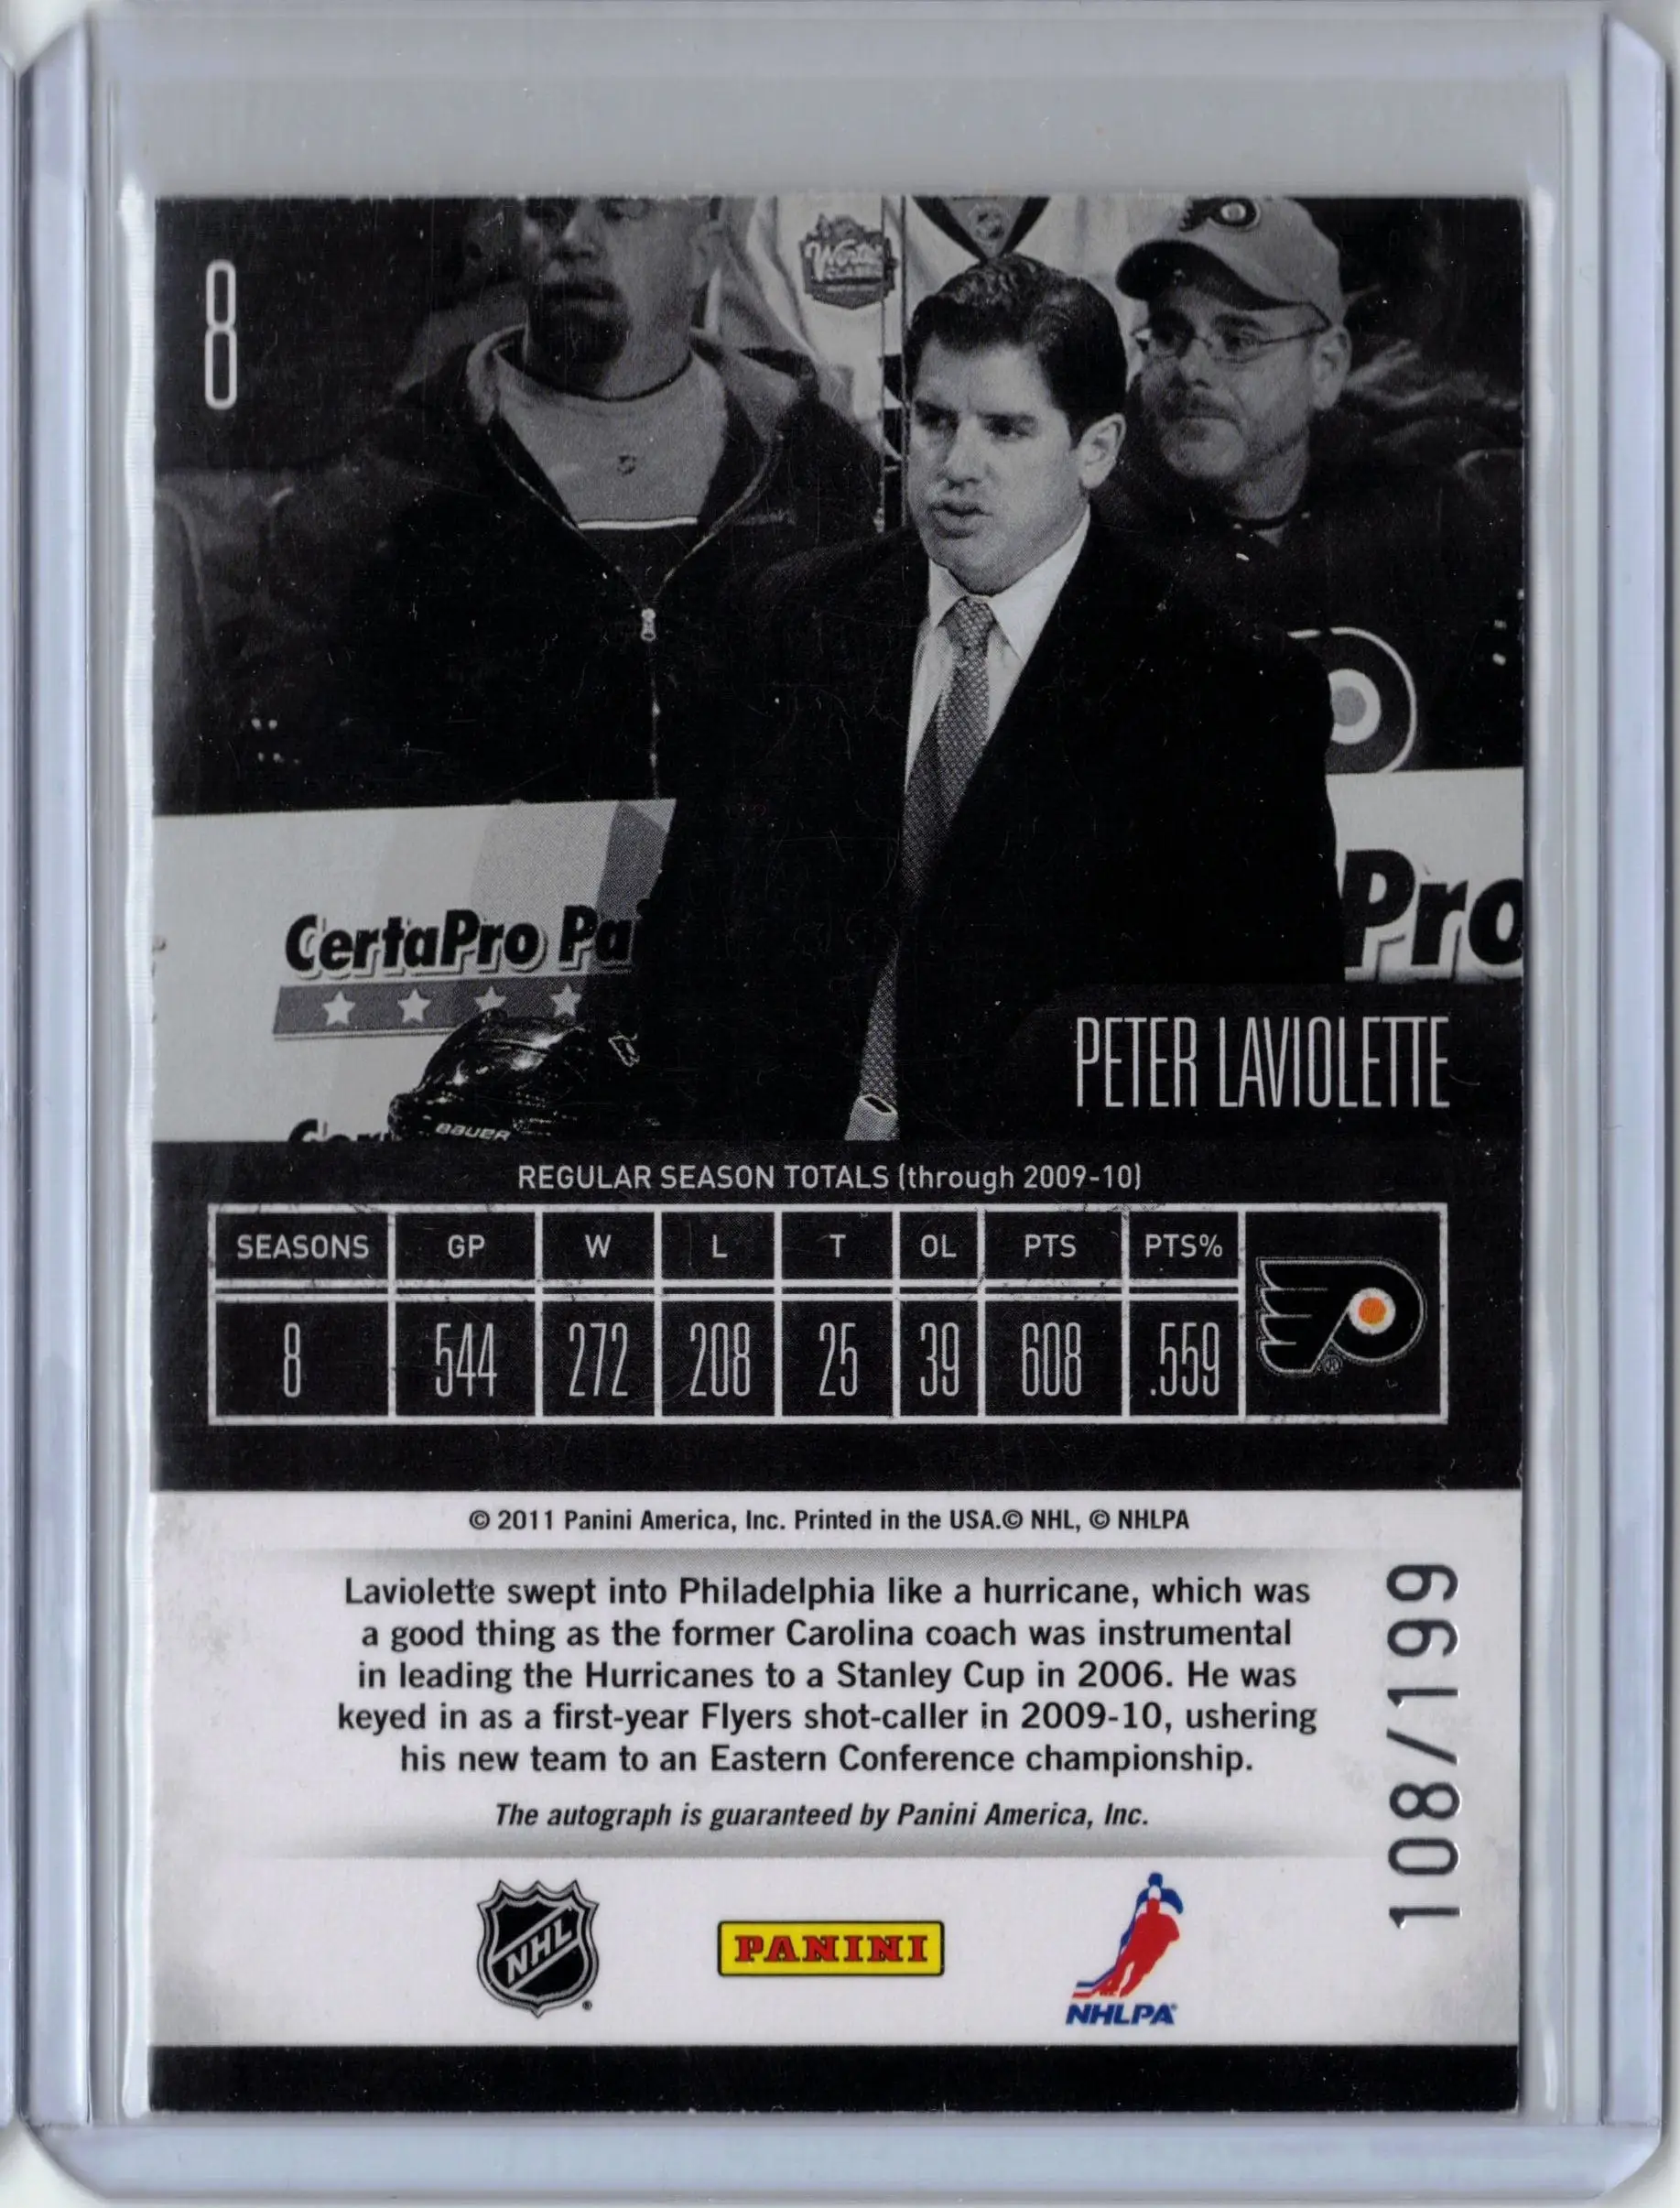 8
Winter
CLASSIC
CertaPro Pa
Pro
BAUER
PETER LAVIOLETTE
REGULAR SEASON TOTALS (through 2009-10)
SEASONS GP W L T OL PTS PTS%
8 544 272 208 25 39 608 .559
®
© 2011 Panini America, Inc. Printed in the USA.© NHL, © NHLPA
Laviolette swept into Philadelphia like a hurricane, which was
a good thing as the former Carolina coach was instrumental
in leading the Hurricanes to a Stanley Cup in 2006. He was
keyed in as a first-year Flyers shot-caller in 2009-10, ushering
his new team to an Eastern Conference championship.
The autograph is guaranteed by Panini America, Inc.
108/199
NHL
PANINI
NHLPA